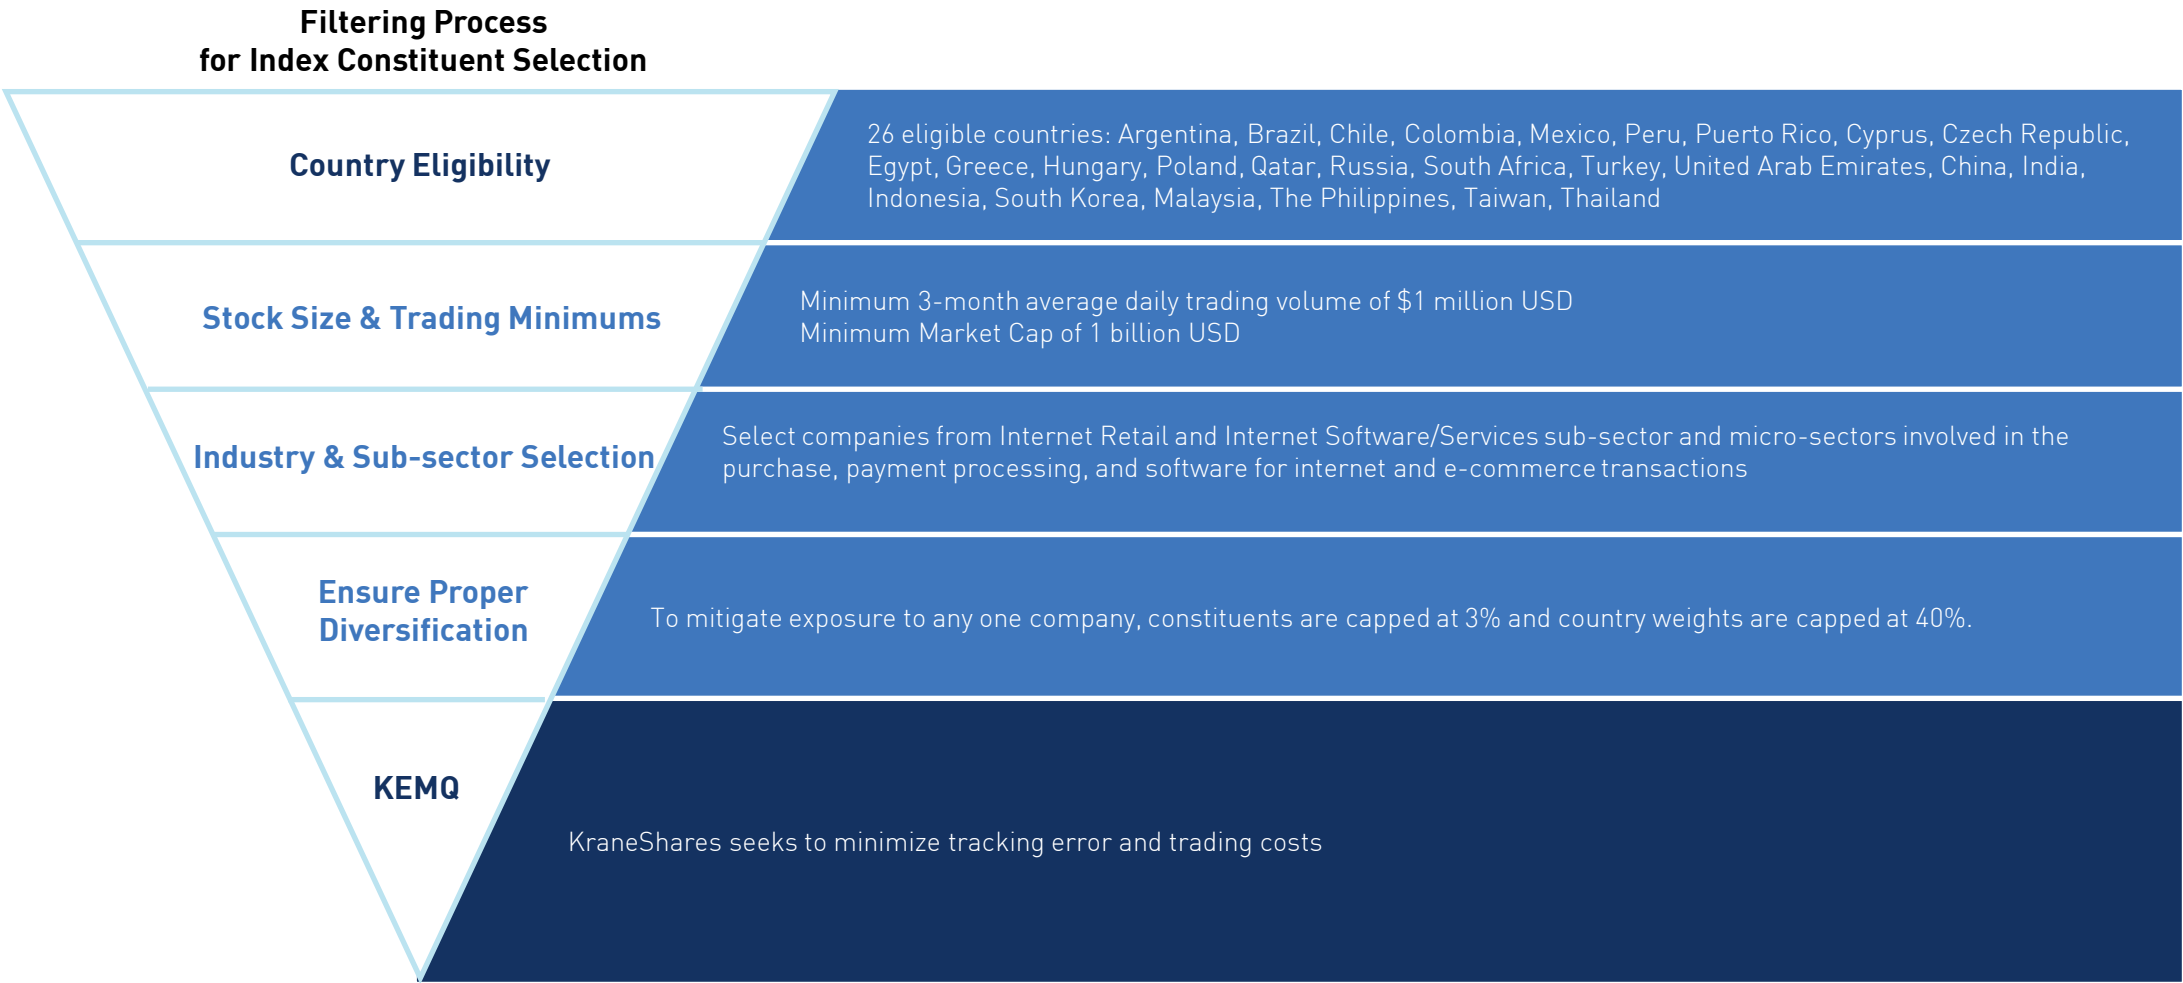 Filtering Process
for Index Constituent Selection
Country Eligibility
26 eligible countries: Argentina, Brazil, Chile, Colombia, Mexico, Peru, Puerto Rico, Cyprus, Czech Republic,
Egypt, Greece, Hungary, Poland, Qatar, Russia, South Africa, Turkey, United Arab Emirates, China, India,
Indonesia, South Korea, Malaysia, The Philippines, Taiwan, Thailand
Stock Size & Trading Minimums
Minimum 3-month average daily trading volume of $1 million USD
Minimum Market Cap of 1 billion USD
Industry & Sub-sector Selection
Select companies from Internet Retail and Internet Software/Services sub-sector and micro-sectors involved in the
purchase, payment processing, and software for internet and e-commerce transactions
Ensure Proper
Diversification
To mitigate exposure to any one company, constituents are capped at 3% and country weights are capped at 40%.
KEMQ
KraneShares seeks to minimize tracking error and trading costs